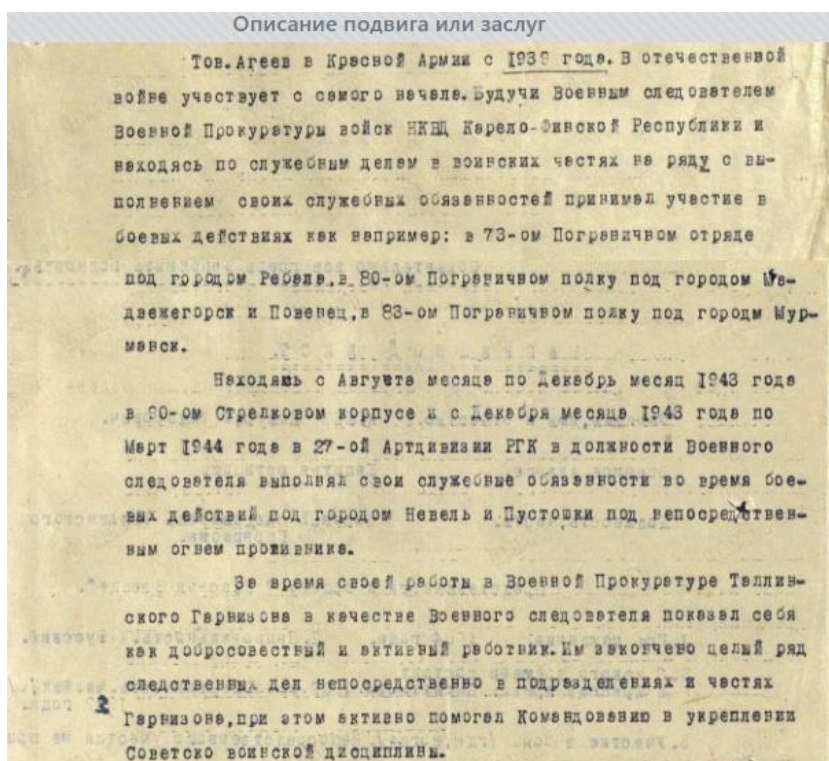 Описание подвига или заслуг
Тов.Агеев в Красной Армии с 1939 года. В отечественной
войне участвует с самого начала. Будучи Военным следователем
Военной Прокуратуры войск НКВД Карело-Финской Республики и
находясь по служебным делам в воинских частях на ряду с вы-
полнением своих служебных обязанностей принимал участие в
боевых действиях как например: в 73-ом Пограничном отряде
под городом Ребала, в 80-ом Пограничном полку под городом Ме-
двежегорск и Повенец, в 83-ом Пограничном полку под городм Мур-
манск.
Находясь с Августа месяца по Декабрь месяц 1943 года
в 90-ом Стрелковом корпусе и с Декабря месяца 1943 года по
Март 1944 года в 27-ой Артдивизии РГК в должности Военного
следователя выполнял свои служебные обязанности во время бое-
вых действий под городом Невель и Пустошки под непосредствен-
ным огнем противника.
За время своей работы в Военной Прокуратуре Таллин-
ского Гарнизона в качестве Военного следователя показал себя
как добросовестный и активный работник. Им закончено целый ряд
следственных дел непосредственно в подразделениях и частях
Гарнизона, при этом активно помогал Командованию в укреплении
Советско воинской дисциплины.